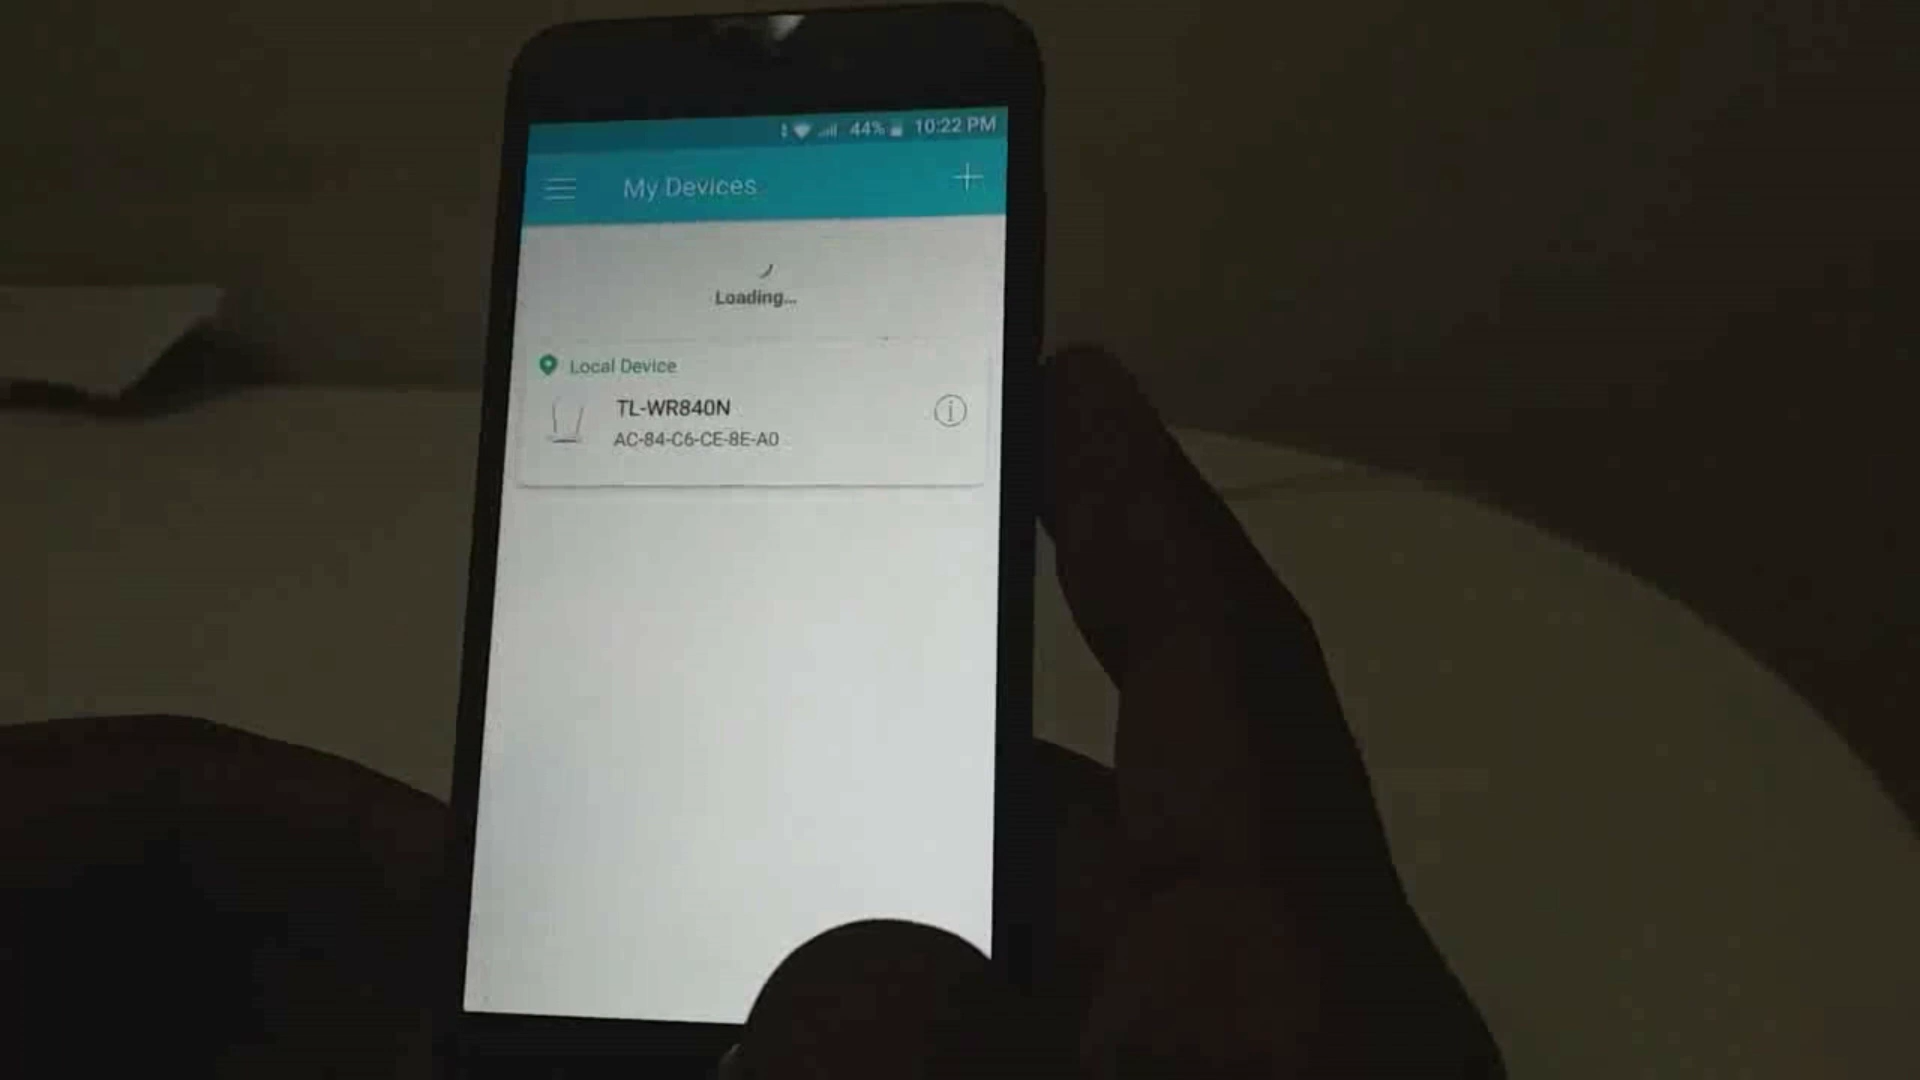 44% 10:22 PM
My Devices
Loading...
Local Device
TL-WR840N
AC-84-C6-CE-8E-A0